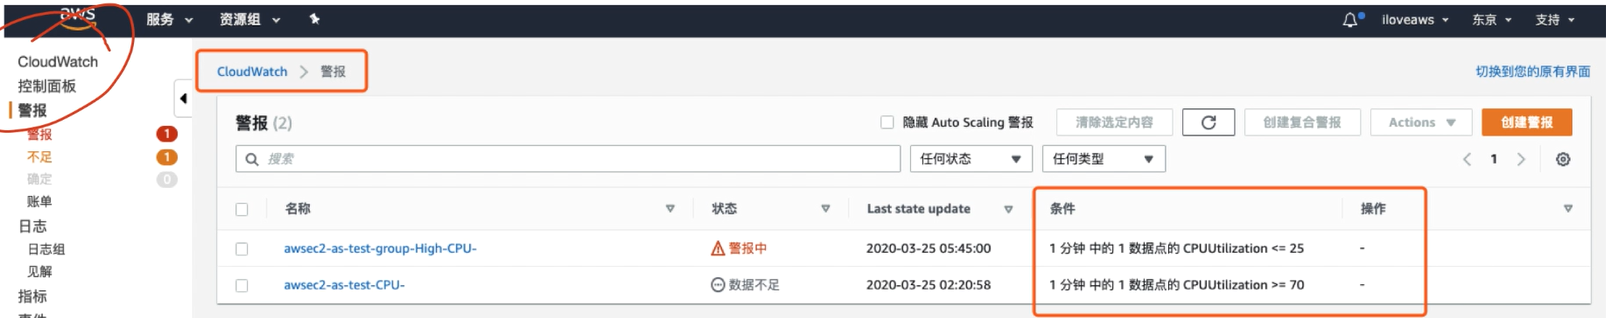 aws 服务 资源组 iloveaws 东京 支持
CloudWatch
控制面板
警报
警报 1
不足 1
确定 0
账单
日志
日志组
见解
指标
CloudWatch > 警报
切换到您的原有界面
警报 (2)
隐藏 Auto Scaling 警报 清除选定内容 创建复合警报 Actions 创建警报
搜索 任何状态 任何类型 < 1 >
名称 状态 Last state update 条件 操作
awsec2-as-test-group-High-CPU- 警报中 2020-03-25 05:45:00 1 分钟 中的 1 数据点的 CPUUtilization <= 25 -
awsec2-as-test-CPU- 数据不足 2020-03-25 02:20:58 1 分钟 中的 1 数据点的 CPUUtilization >= 70 -